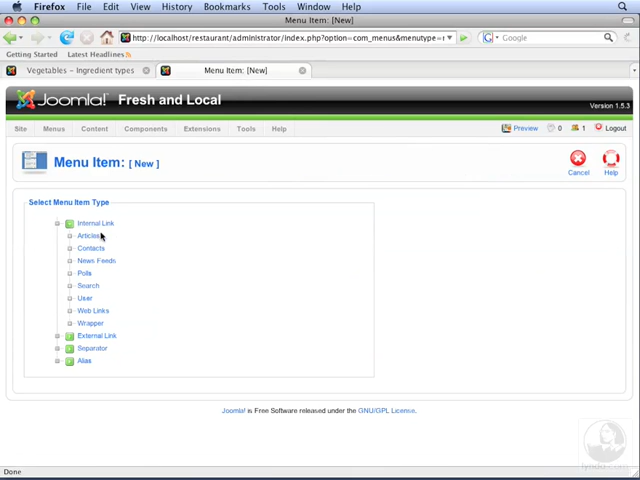 Firefox File Edit View History Bookmarks Tools Window Help
Menu Item: [New]
http://localhost/restaurant/administrator/index.php?option=com_menus&menutype=
Google
Getting Started Latest Headlines
Vegetables – Ingredient types Menu Item: [New]
Joomla! Fresh and Local Version 1.5.3
Site Menus Content Components Extensions Tools Help Preview 0 1 Logout
Menu Item: [ New ]
Cancel Help
Select Menu Item Type
Internal Link
Articles
Contacts
News Feeds
Polls
Search
User
Web Links
Wrapper
External Link
Separator
Alias
Joomla! is Free Software released under the GNU/GPL License.
lynda.com
Done